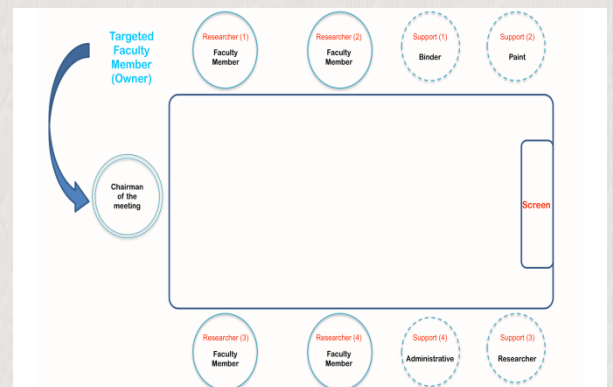 Targeted
Faculty
Member
(Owner)
Researcher (1)
Faculty
Member
Researcher (2)
Faculty
Member
Support (1)
Binder
Support (2)
Paint
Chairman
of the
meeting
Screen
Researcher (3)
Faculty
Member
Researcher (4)
Faculty
Member
Support (4)
Administrative
Support (3)
Researcher